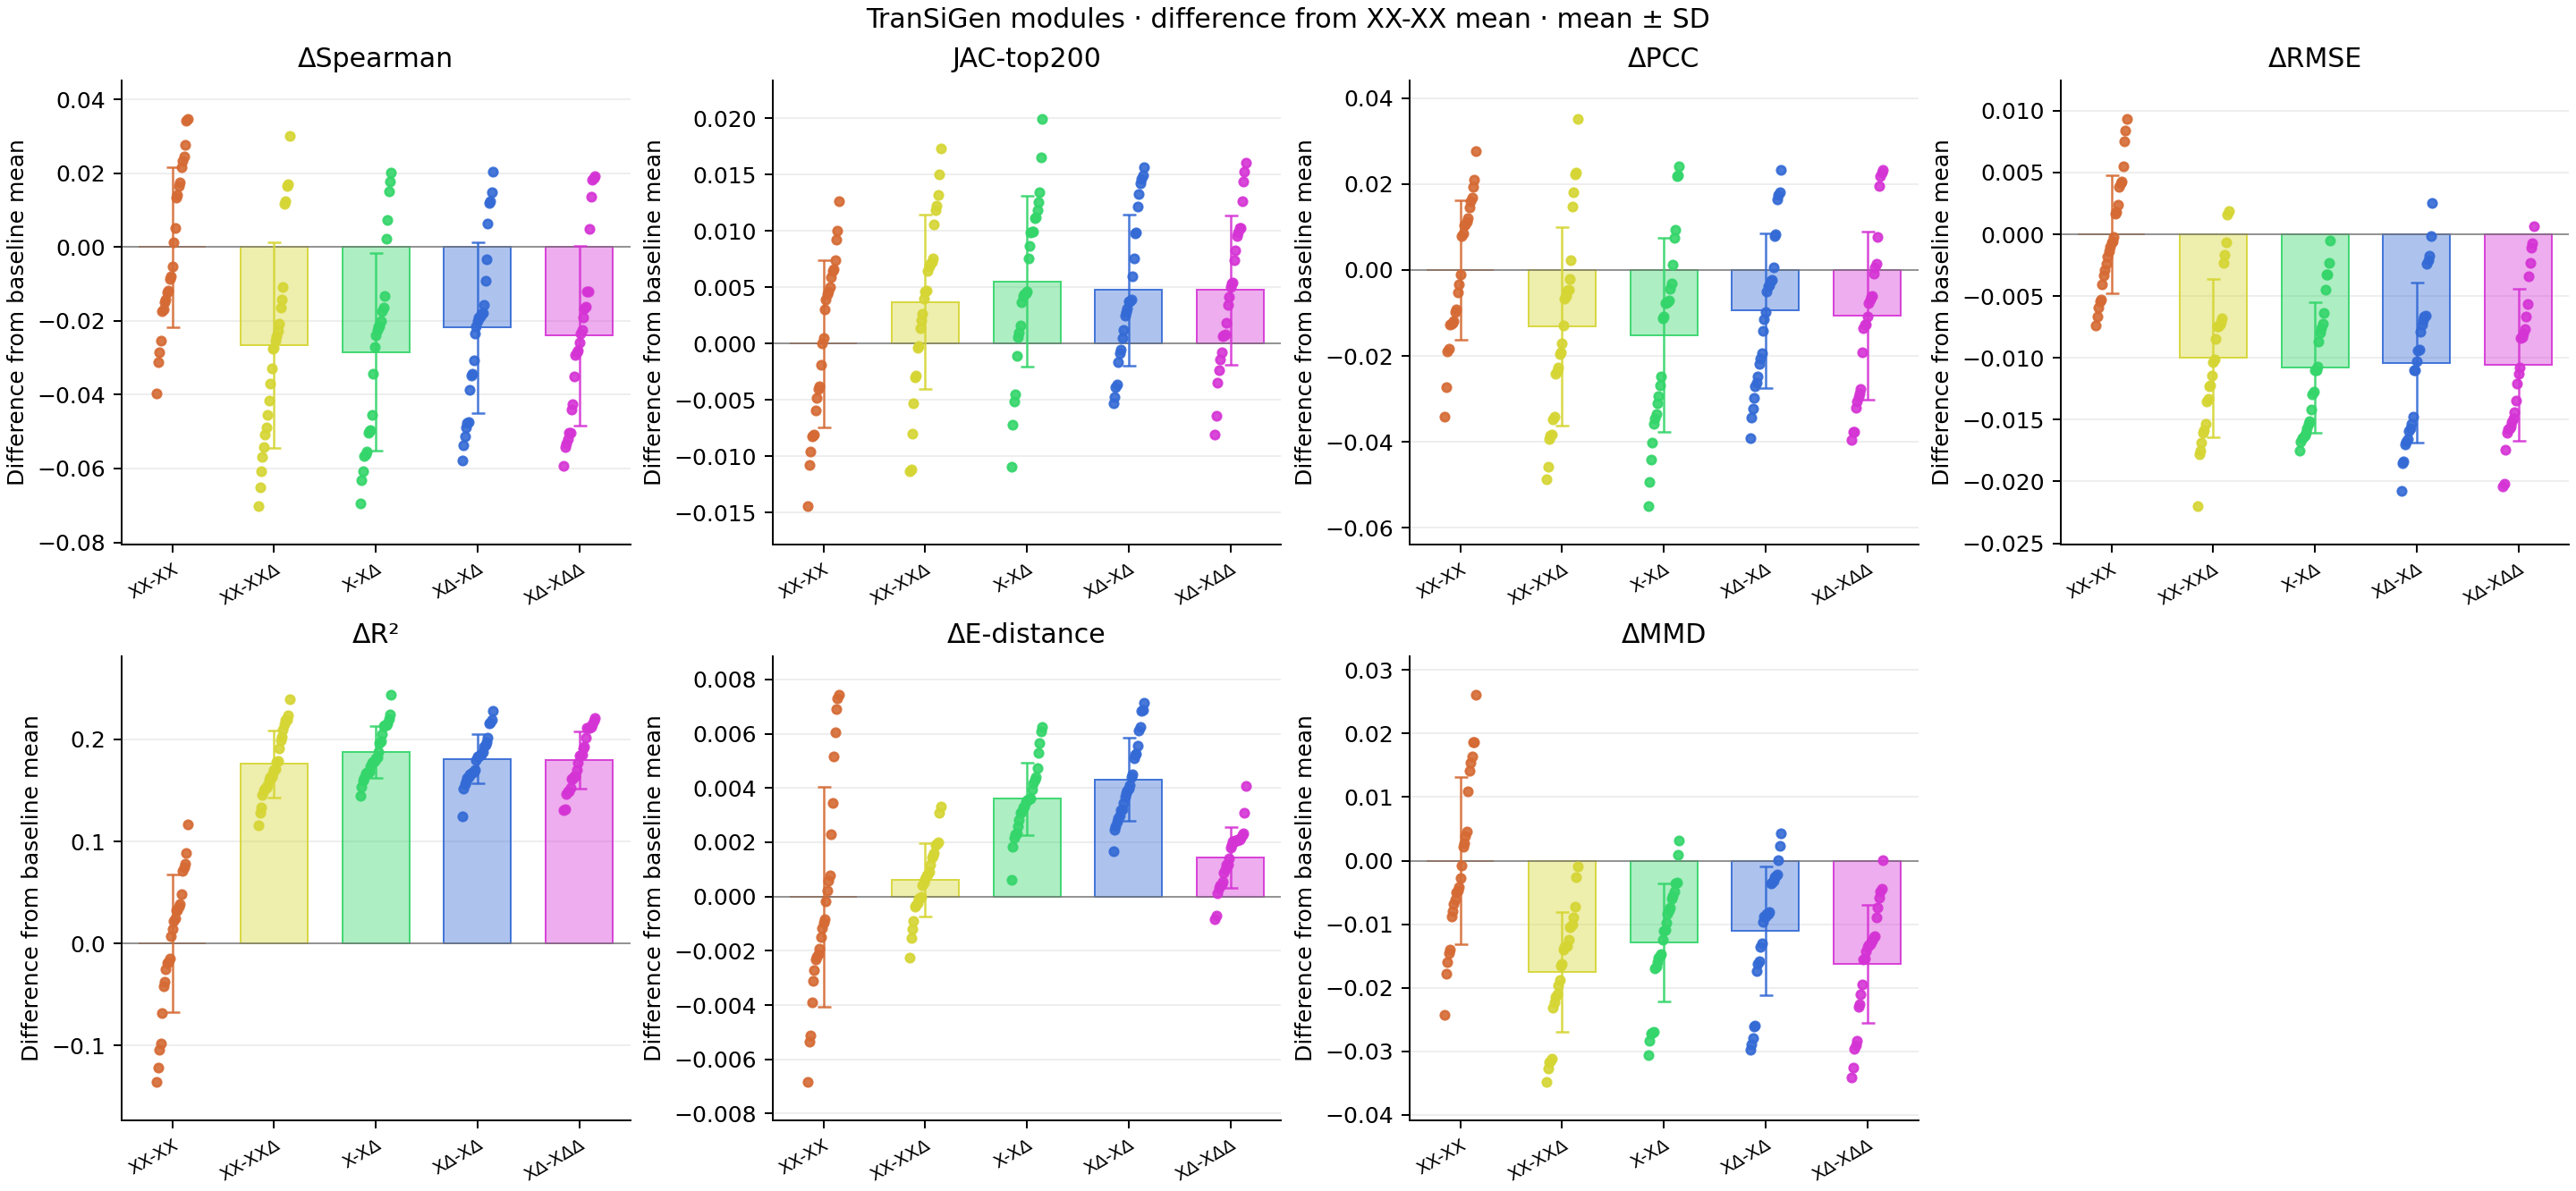 TranSiGen modules · difference from XX-XX mean · mean ± SD
ΔSpearman
Difference from baseline mean
0.04
0.02
0.00
−0.02
−0.04
−0.06
−0.08
XX-XX
XX-XXΔ
X-XΔ
XΔ-XΔ
XΔ-XΔΔ
JAC-top200
Difference from baseline mean
0.020
0.015
0.010
0.005
0.000
−0.005
−0.010
−0.015
XX-XX
XX-XXΔ
X-XΔ
XΔ-XΔ
XΔ-XΔΔ
ΔPCC
Difference from baseline mean
0.04
0.02
0.00
−0.02
−0.04
−0.06
XX-XX
XX-XXΔ
X-XΔ
XΔ-XΔ
XΔ-XΔΔ
ΔRMSE
Difference from baseline mean
0.010
0.005
0.000
−0.005
−0.010
−0.015
−0.020
−0.025
XX-XX
XX-XXΔ
X-XΔ
XΔ-XΔ
XΔ-XΔΔ
ΔR²
Difference from baseline mean
0.2
0.1
0.0
−0.1
XX-XX
XX-XXΔ
X-XΔ
XΔ-XΔ
XΔ-XΔΔ
ΔE-distance
Difference from baseline mean
0.008
0.006
0.004
0.002
0.000
−0.002
−0.004
−0.006
−0.008
XX-XX
XX-XXΔ
X-XΔ
XΔ-XΔ
XΔ-XΔΔ
ΔMMD
Difference from baseline mean
0.03
0.02
0.01
0.00
−0.01
−0.02
−0.03
−0.04
XX-XX
XX-XXΔ
X-XΔ
XΔ-XΔ
XΔ-XΔΔ